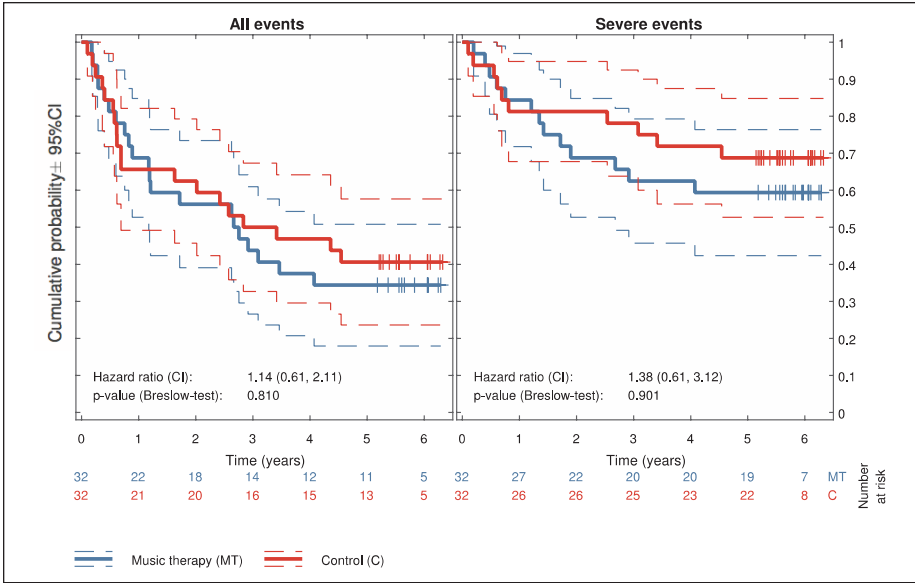 All events
Severe events
Cumulative probability± 95%CI
1
0.9
0.8
0.7
0.6
0.5
0.4
0.3
0.2
0.1
0
Hazard ratio (CI): 1.14 (0.61, 2.11)
p-value (Breslow-test): 0.810
Hazard ratio (CI): 1.38 (0.61, 3.12)
p-value (Breslow-test): 0.901
0 1 2 3 4 5 6
0 1 2 3 4 5 6
Time (years)
Time (years)
32 22 18 14 12 11 5
32 27 22 20 20 19 7 MT
32 21 20 16 15 13 5
32 26 26 25 23 22 8 C
Number
at risk
Music therapy (MT)
Control (C)